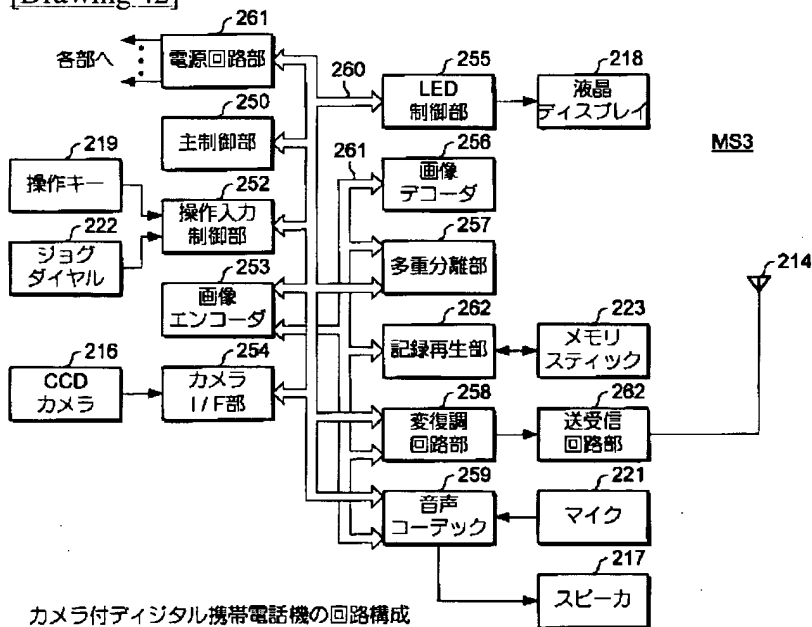 [Drawing 42]
261
電源回路部
各部へ
260
255
LED
制御部
218
液晶
ディスプレイ
MS3
250
主制御部
219
操作キー
261
256
画像
デコーダ
252
操作入力
制御部
222
ジョグ
ダイヤル
257
多重分離部
214
253
画像
エンコーダ
262
記録再生部
223
メモリ
スティック
216
CCD
カメラ
254
カメラ
I/F部
258
変復調
回路部
262
送受信
回路部
259
音声
コーデック
221
マイク
217
スピーカ
カメラ付ディジタル携帯電話機の回路構成